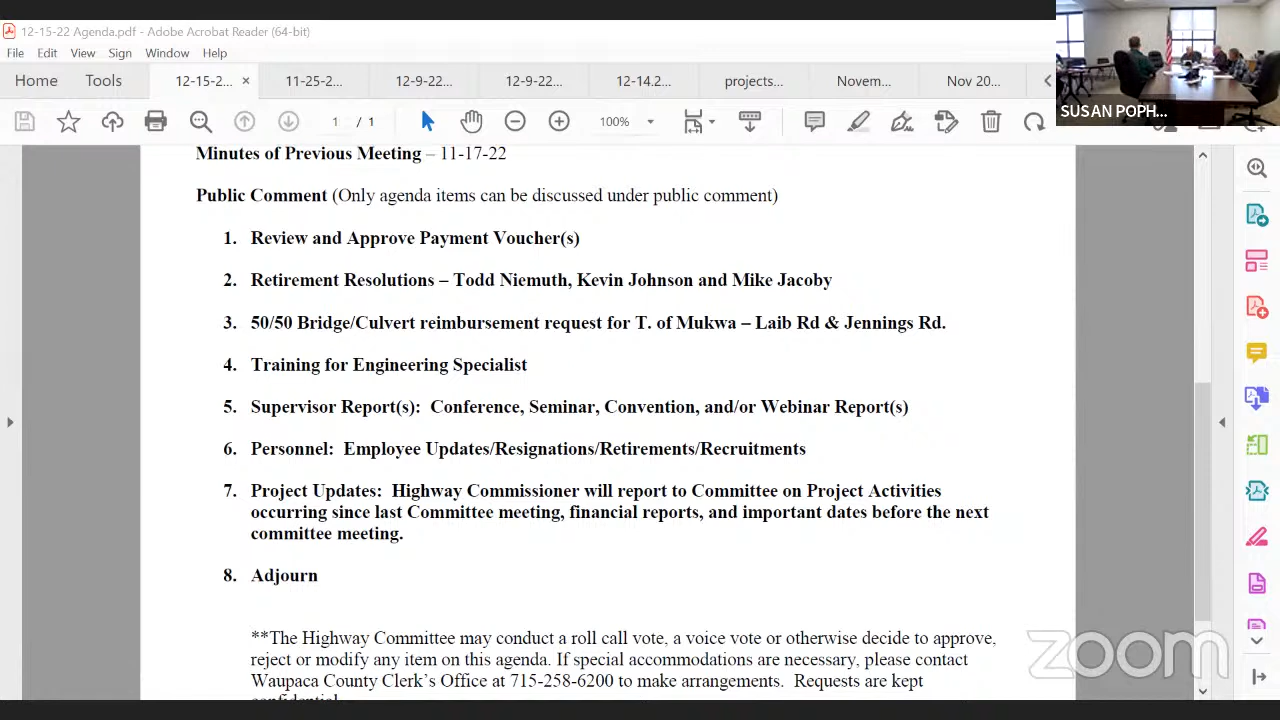 12-15-22 Agenda.pdf - Adobe Acrobat Reader (64-bit)
File Edit View Sign Window Help
Home Tools 12-15-2... × 11-25-2... 12-9-22... 12-9-22... 12-14.2... projects... Novem... Nov 20...
SUSAN POPH...
1 / 1 100%
Minutes of Previous Meeting – 11-17-22
Public Comment (Only agenda items can be discussed under public comment)
1. Review and Approve Payment Voucher(s)
2. Retirement Resolutions – Todd Niemuth, Kevin Johnson and Mike Jacoby
3. 50/50 Bridge/Culvert reimbursement request for T. of Mukwa – Laib Rd & Jennings Rd.
4. Training for Engineering Specialist
5. Supervisor Report(s): Conference, Seminar, Convention, and/or Webinar Report(s)
6. Personnel: Employee Updates/Resignations/Retirements/Recruitments
7. Project Updates: Highway Commissioner will report to Committee on Project Activities
occurring since last Committee meeting, financial reports, and important dates before the next
committee meeting.
8. Adjourn
**The Highway Committee may conduct a roll call vote, a voice vote or otherwise decide to approve,
reject or modify any item on this agenda. If special accommodations are necessary, please contact
Waupaca County Clerk's Office at 715-258-6200 to make arrangements. Requests are kept
confidential
zoom